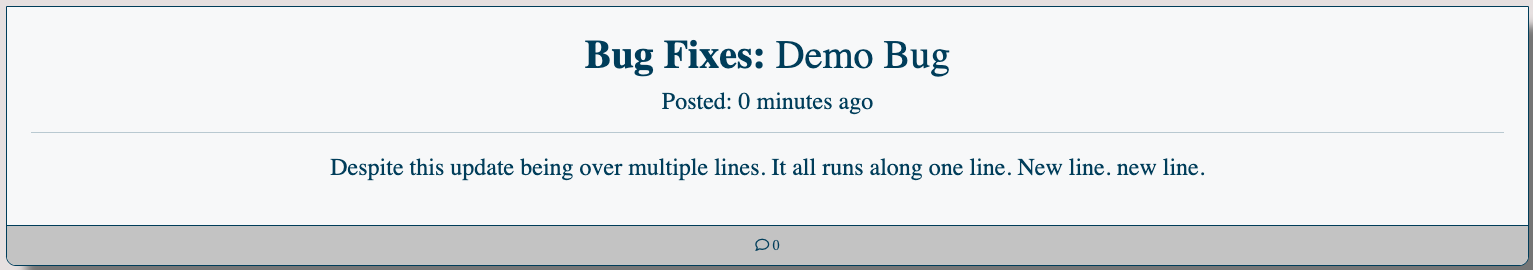 Bug Fixes: Demo Bug
Posted: 0 minutes ago
Despite this update being over multiple lines. It all runs along one line. New line. new line.
0